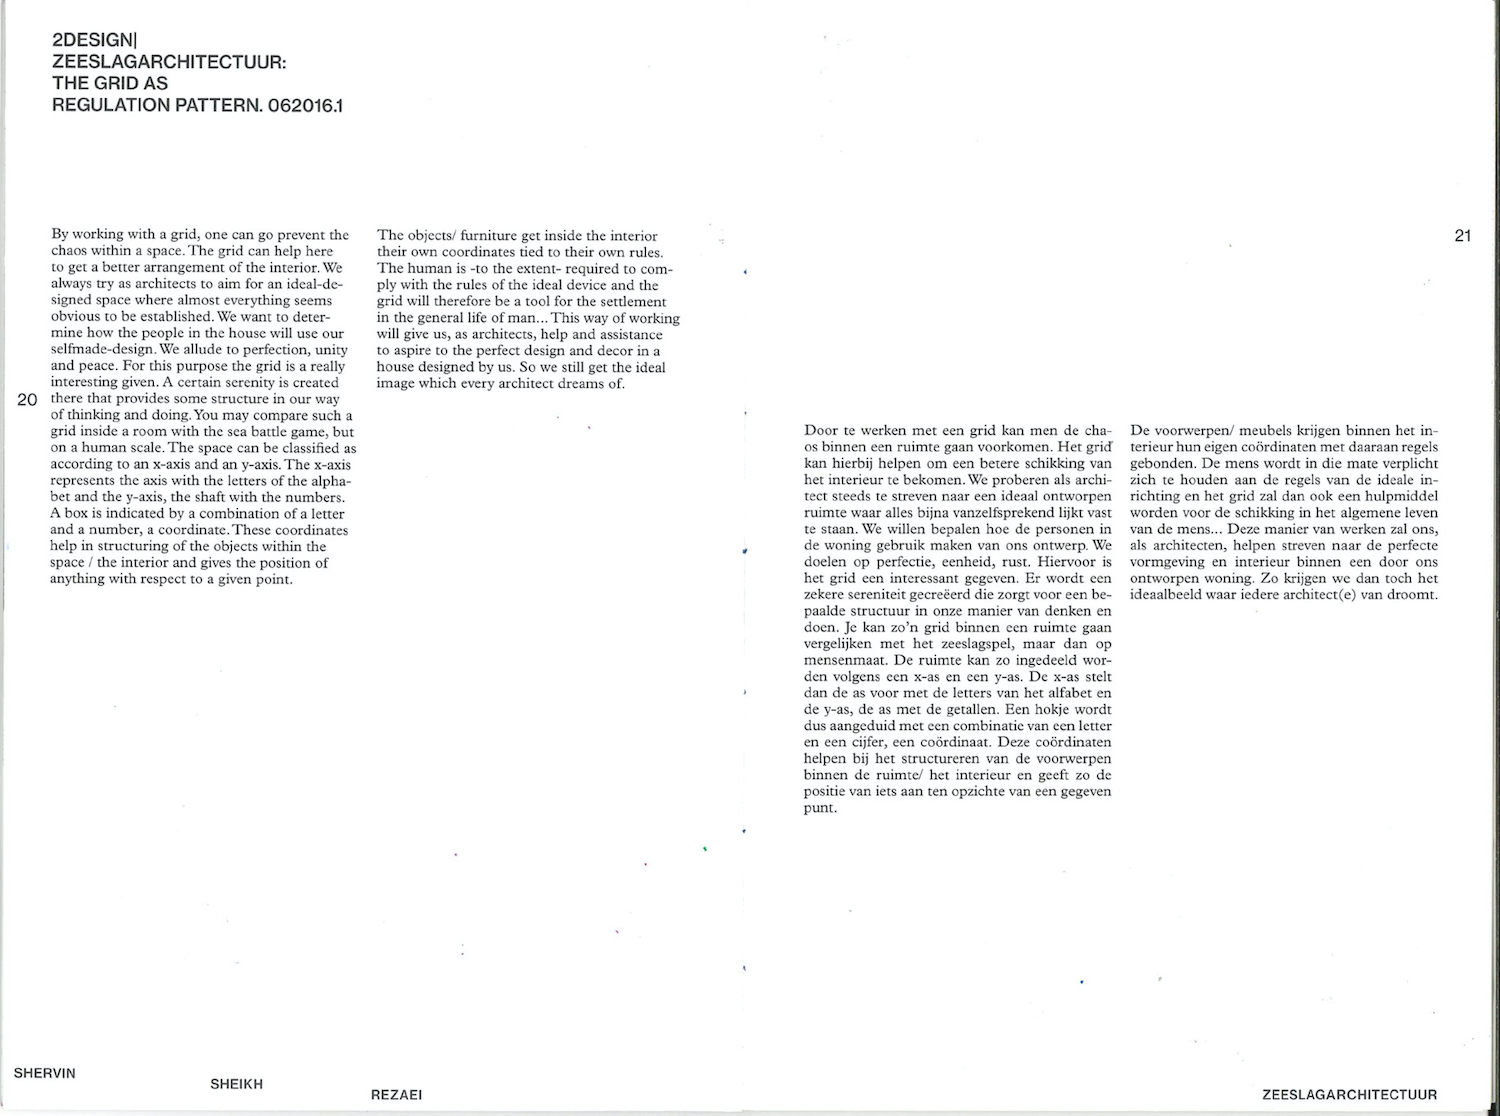 2DESIGN|
ZEESLAGARCHITECTUUR:
THE GRID AS
REGULATION PATTERN. 062016.1
By working with a grid, one can go prevent the
chaos within a space. The grid can help here
to get a better arrangement of the interior. We
always try as architects to aim for an ideal-de-
signed space where almost everything seems
obvious to be established. We want to deter-
mine how the people in the house will use our
selfmade-design. We allude to perfection, unity
and peace. For this purpose the grid is a really
interesting given. A certain serenity is created
there that provides some structure in our way
of thinking and doing. You may compare such a
grid inside a room with the sea battle game, but
on a human scale. The space can be classified as
according to an x-axis and an y-axis. The x-axis
represents the axis with the letters of the alpha-
bet and the y-axis, the shaft with the numbers.
A box is indicated by a combination of a letter
and a number, a coordinate. These coordinates
help in structuring of the objects within the
space / the interior and gives the position of
anything with respect to a given point.
20
The objects/ furniture get inside the interior
their own coordinates tied to their own rules.
The human is -to the extent- required to com-
ply with the rules of the ideal device and the
grid will therefore be a tool for the settlement
in the general life of man... This way of working
will give us, as architects, help and assistance
to aspire to the perfect design and decor in a
house designed by us. So we still get the ideal
image which every architect dreams of.
SHERVIN
SHEIKH
REZAEI
21
Door te werken met een grid kan men de cha-
os binnen een ruimte gaan voorkomen. Het grid
kan hierbij helpen om een betere schikking van
het interieur te bekomen. We proberen als archi-
tect steeds te streven naar een ideaal ontworpen
ruimte waar alles bijna vanzelfsprekend lijkt vast
te staan. We willen bepalen hoe de personen in
de woning gebruik maken van ons ontwerp. We
doelen op perfectie, eenheid, rust. Hiervoor is
het grid een interessant gegeven. Er wordt een
zekere sereniteit gecreëerd die zorgt voor een be-
paalde structuur in onze manier van denken en
doen. Je kan zo'n grid binnen een ruimte gaan
vergelijken met het zeeslagspel, maar dan op
mensenmaat. De ruimte kan zo ingedeeld wor-
den volgens een x-as en een y-as. De x-as stelt
dan de as voor met de letters van het alfabet en
de y-as, de as met de getallen. Een hokje wordt
dus aangeduid met een combinatie van een letter
en een cijfer, een coördinaat. Deze coördinaten
helpen bij het structureren van de voorwerpen
binnen de ruimte/ het interieur en geeft zo de
positie van iets aan ten opzichte van een gegeven
punt.
De voorwerpen/ meubels krijgen binnen het in-
terieur hun eigen coördinaten met daaraan regels
gebonden. De mens wordt in die mate verplicht
zich te houden aan de regels van de ideale in-
richting en het grid zal dan ook een hulpmiddel
worden voor de schikking in het algemene leven
van de mens... Deze manier van werken zal ons,
als architecten, helpen streven naar de perfecte
vormgeving en interieur binnen een door ons
ontworpen woning. Zo krijgen we dan toch het
ideaalbeeld waar iedere architect(e) van droomt.
ZEESLAGARCHITECTUUR